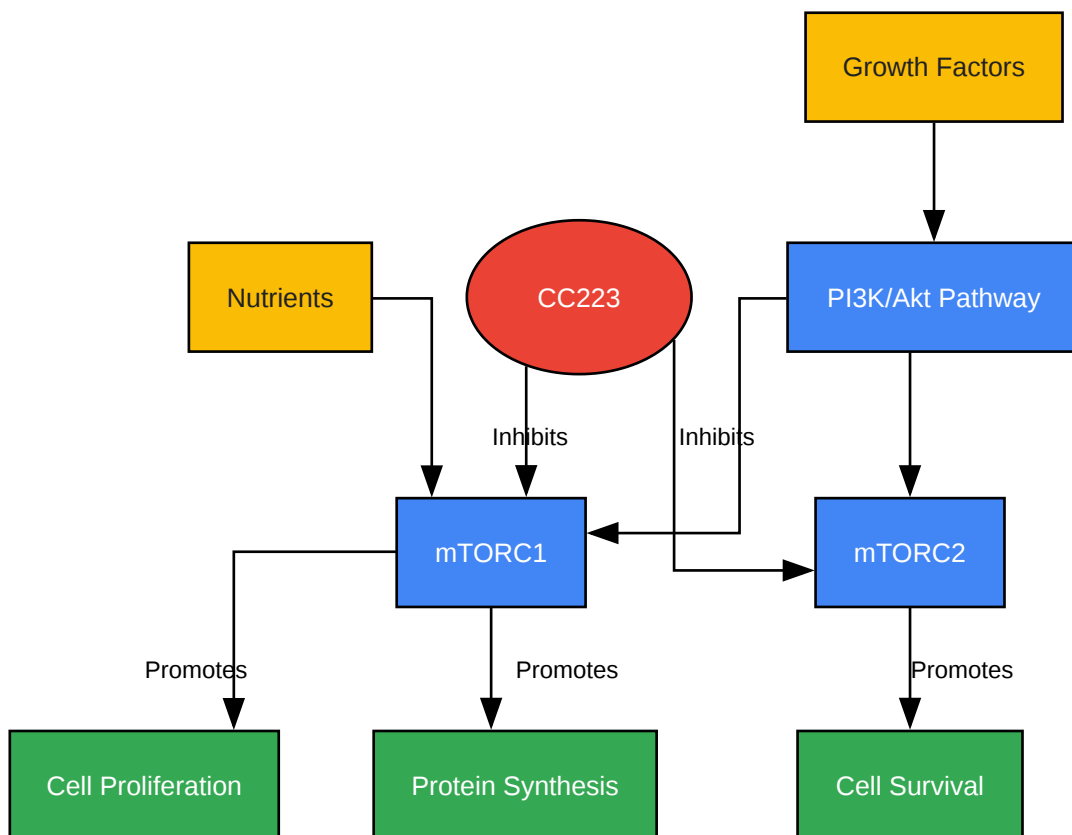 Growth Factors
Nutrients
CC223
PI3K/Akt Pathway
Inhibits
Inhibits
mTORC1
mTORC2
Promotes
Promotes
Promotes
Cell Proliferation
Protein Synthesis
Cell Survival